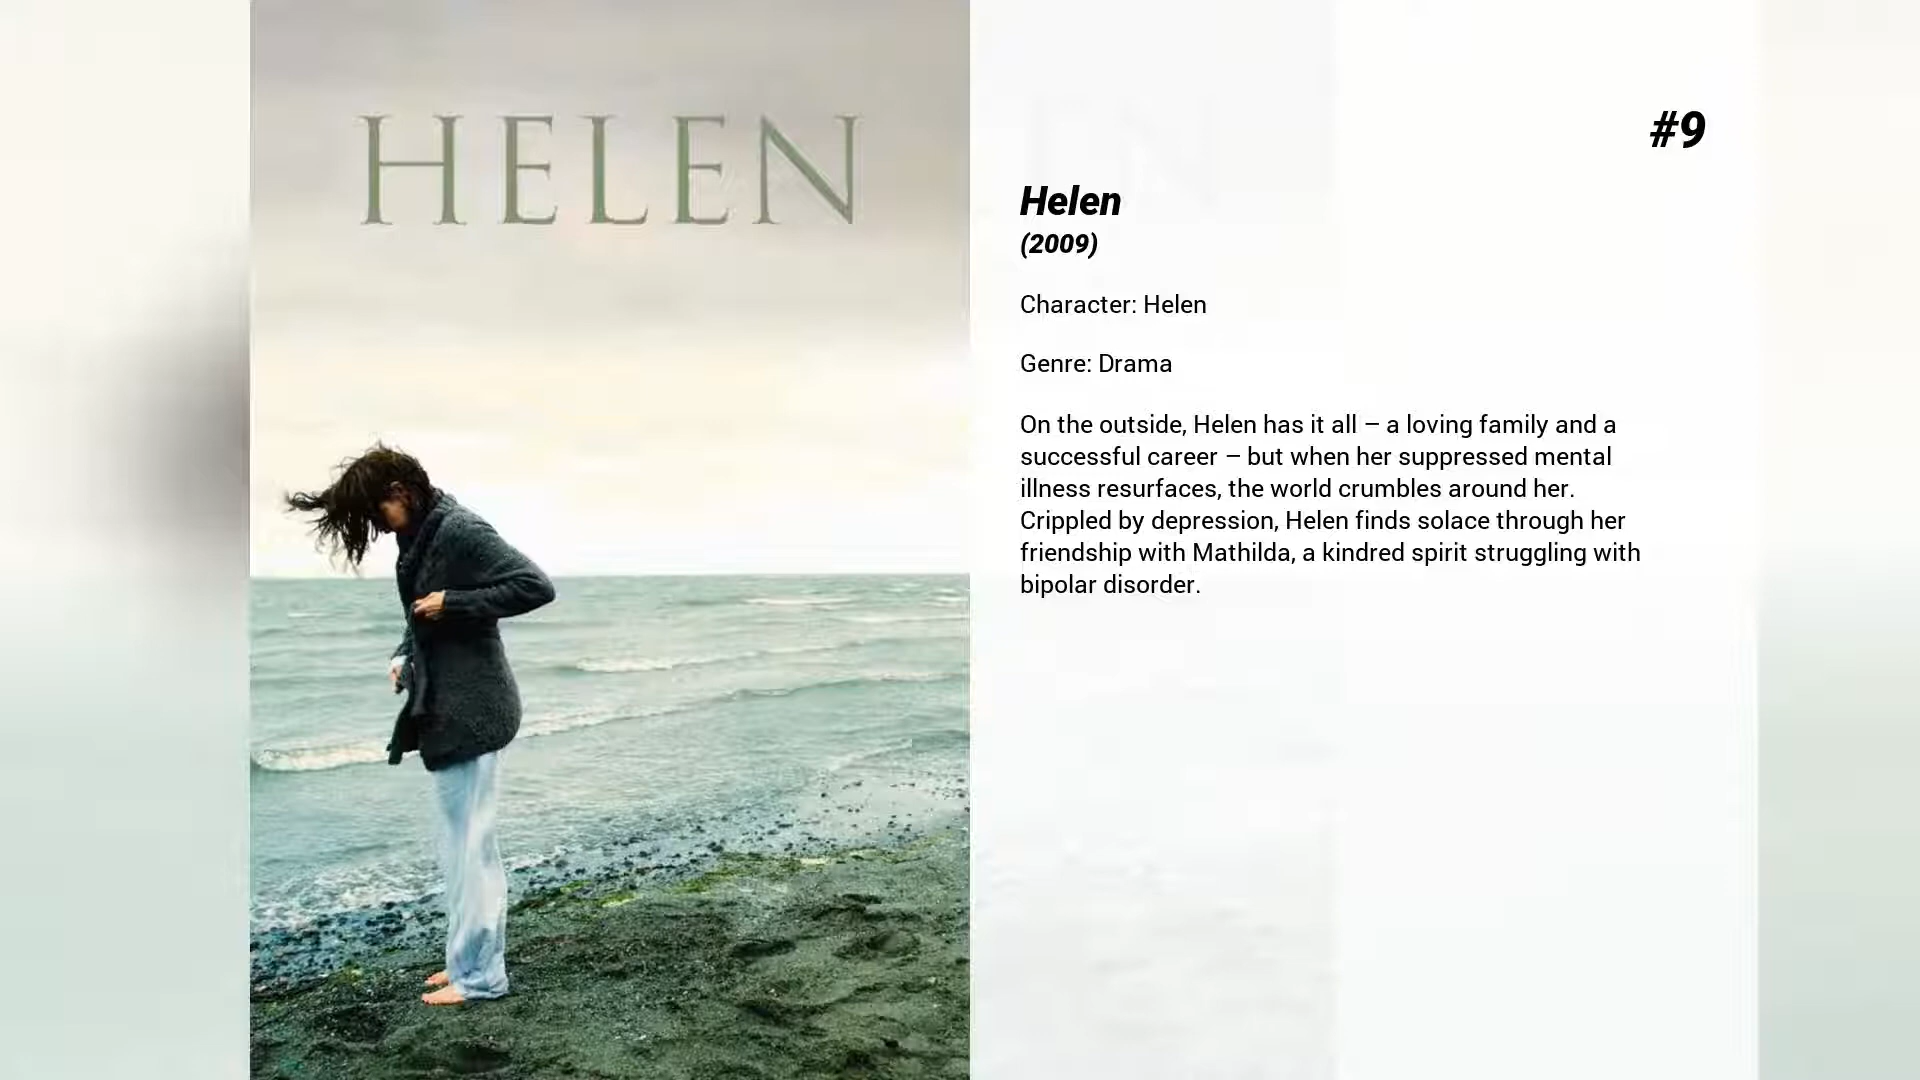 HELEN
#9
Helen
(2009)
Character: Helen
Genre: Drama
On the outside, Helen has it all – a loving family and a
successful career – but when her suppressed mental
illness resurfaces, the world crumbles around her.
Crippled by depression, Helen finds solace through her
friendship with Mathilda, a kindred spirit struggling with
bipolar disorder.